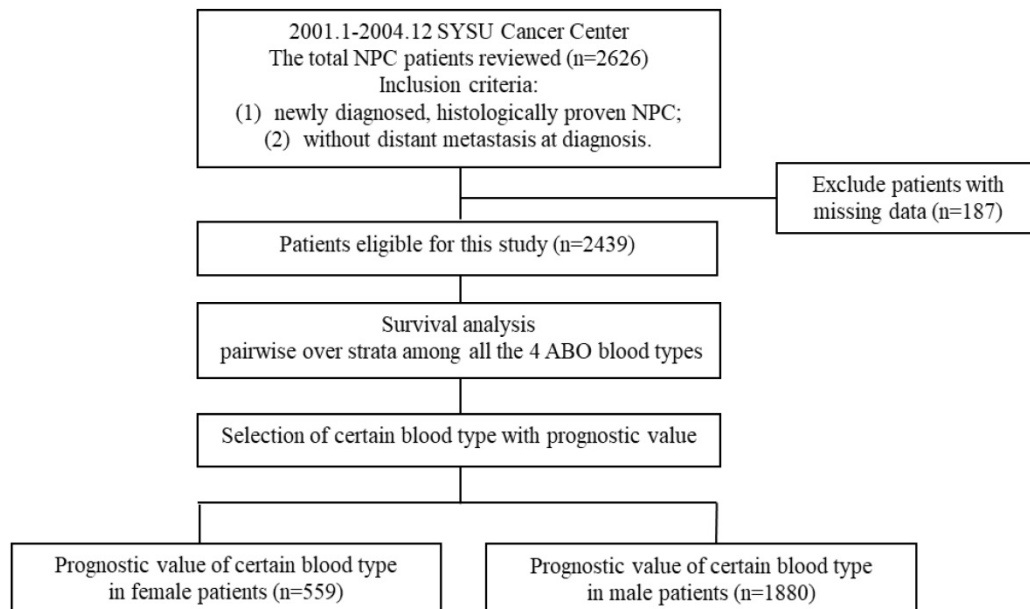 2001.1-2004.12 SYSU Cancer Center
The total NPC patients reviewed (n=2626)
Inclusion criteria:
(1) newly diagnosed, histologically proven NPC;
(2) without distant metastasis at diagnosis.
Exclude patients with
missing data (n=187)
Patients eligible for this study (n=2439)
Survival analysis
pairwise over strata among all the 4 ABO blood types
Selection of certain blood type with prognostic value
Prognostic value of certain blood type
in female patients (n=559)
Prognostic value of certain blood type
in male patients (n=1880)